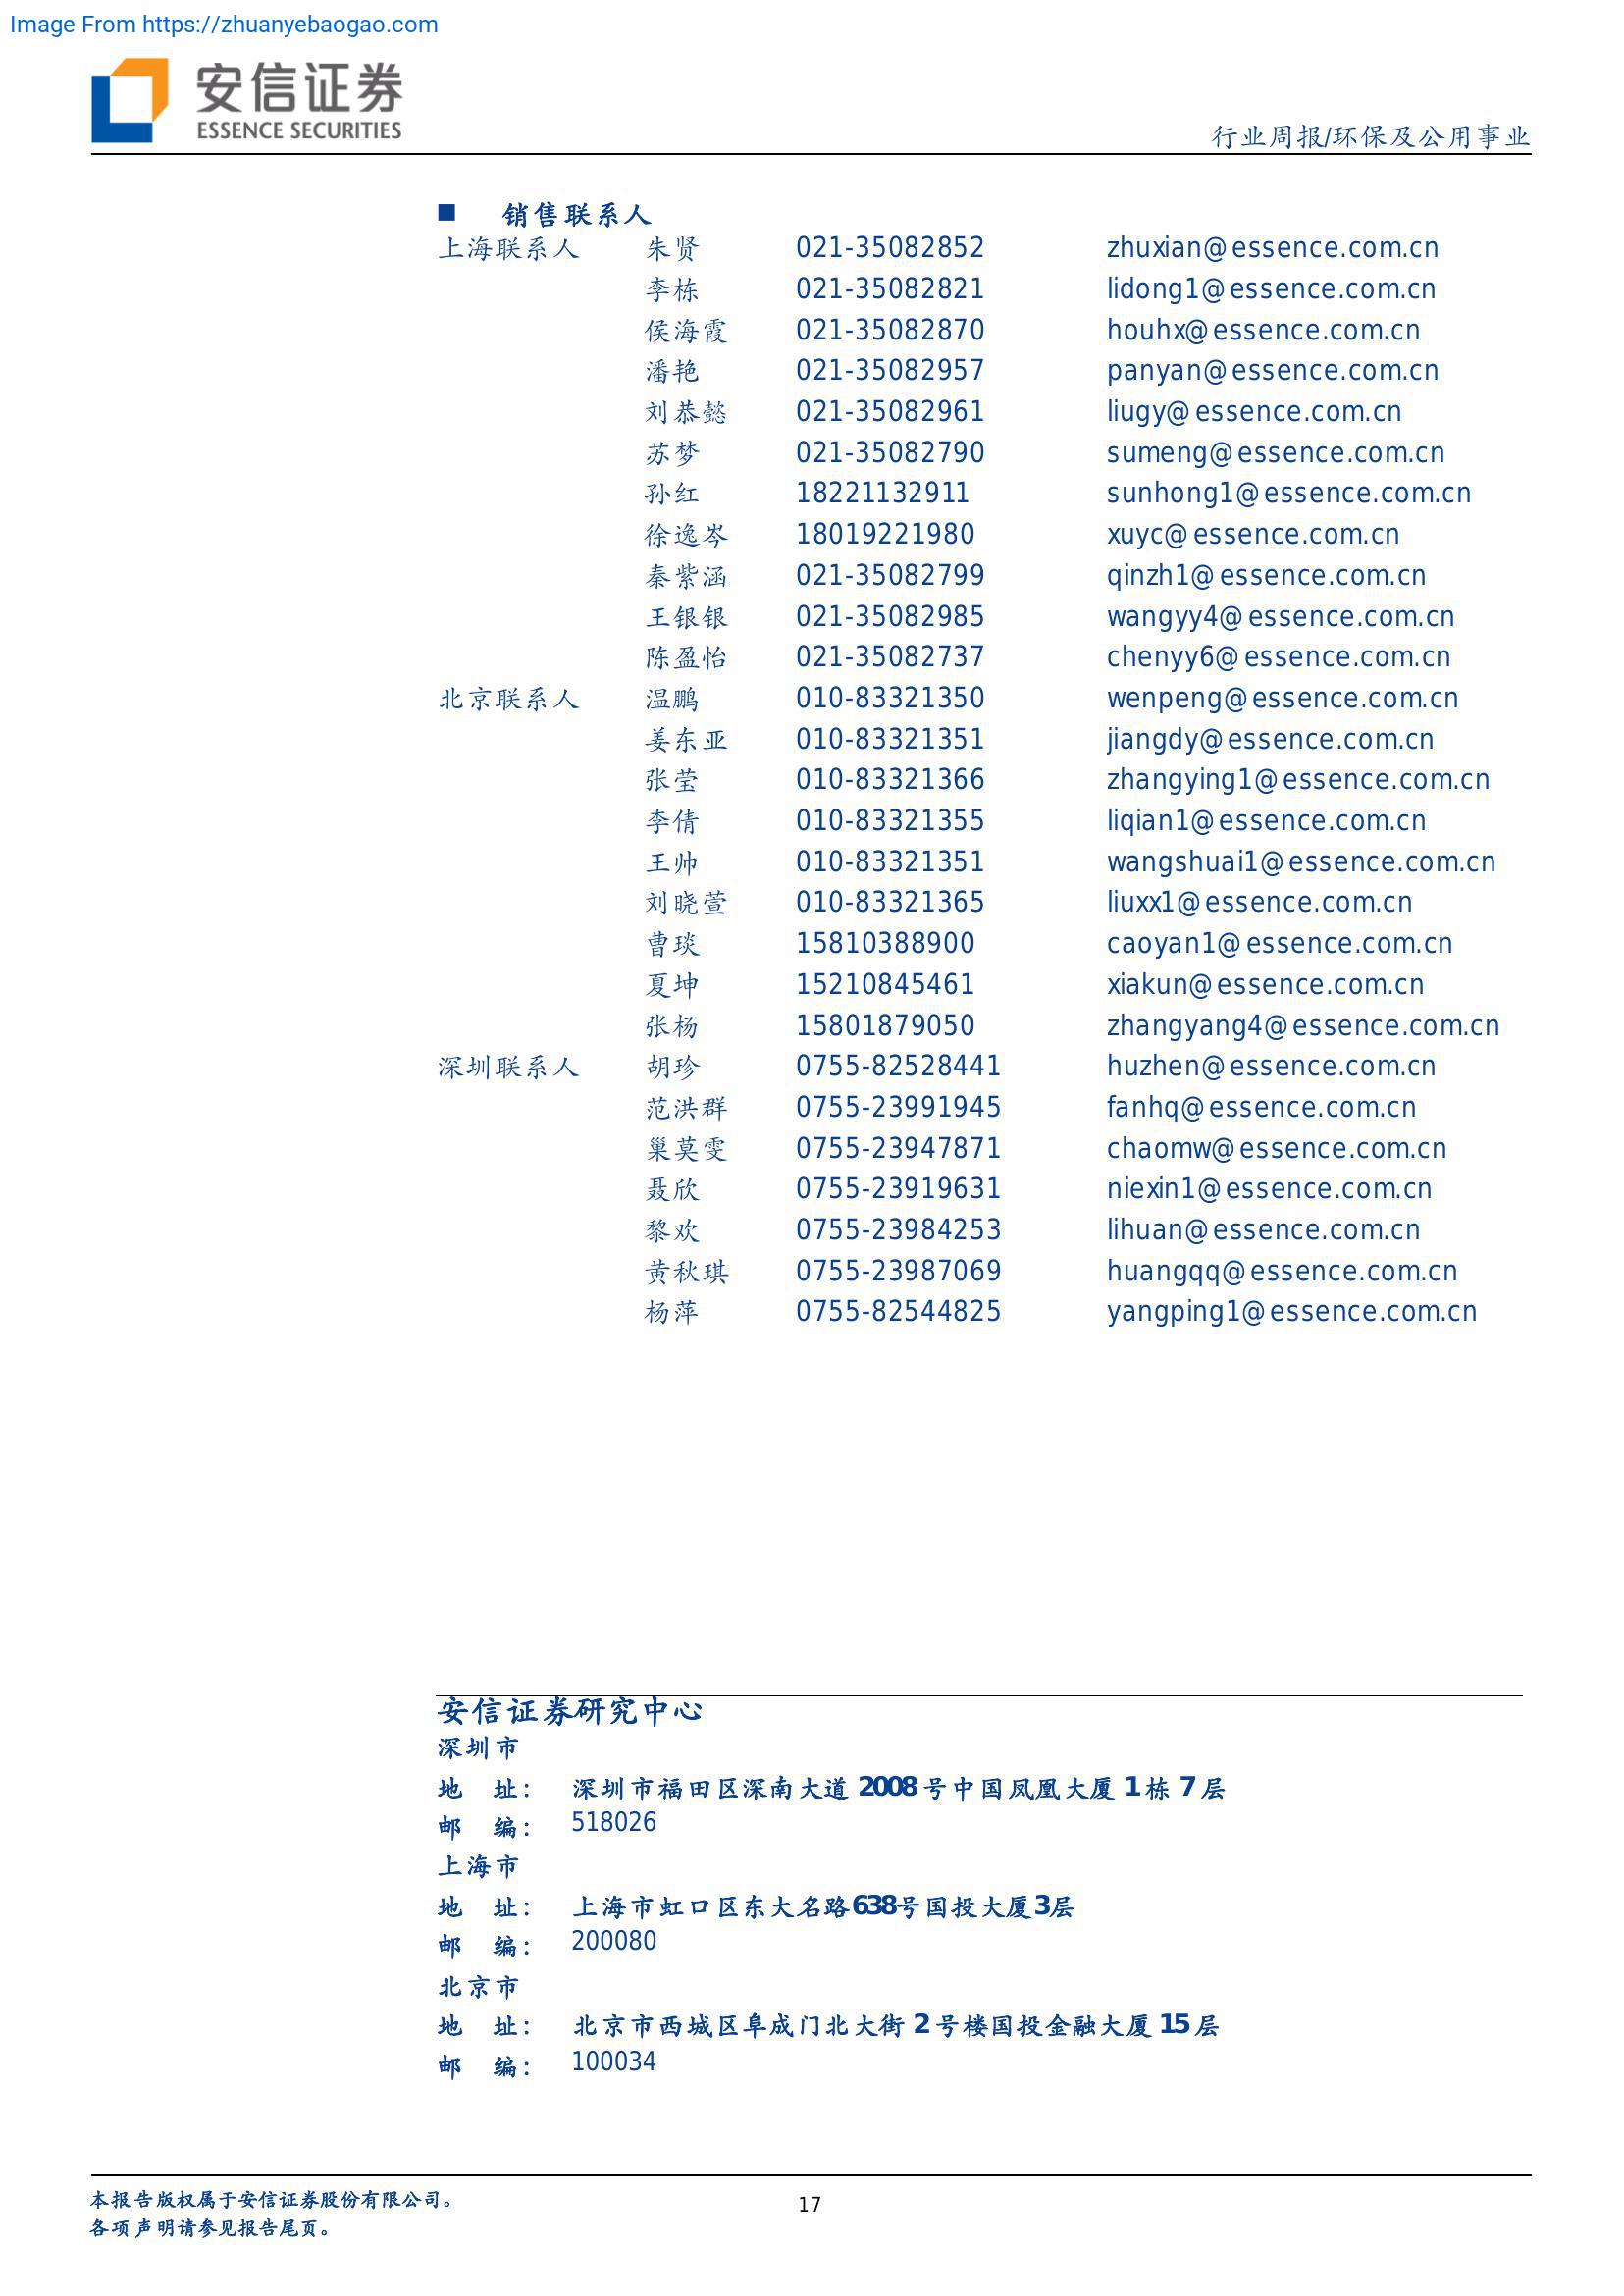 Image From https://zhuanyebaogao.com
安信证券
ESSENCE SECURITIES
行业周报/环保及公用事业
■ 销售联系人
上海联系人 朱贤 021-35082852 zhuxian@essence.com.cn
李栋 021-35082821 lidong1@essence.com.cn
侯海霞 021-35082870 houhx@essence.com.cn
潘艳 021-35082957 panyan@essence.com.cn
刘恭懿 021-35082961 liugy@essence.com.cn
苏梦 021-35082790 sumeng@essence.com.cn
孙红 18221132911 sunhong1@essence.com.cn
徐逸岑 18019221980 xuyc@essence.com.cn
秦紫涵 021-35082799 qinzh1@essence.com.cn
王银银 021-35082985 wangyy4@essence.com.cn
陈盈怡 021-35082737 chenyy6@essence.com.cn
北京联系人 温鹏 010-83321350 wenpeng@essence.com.cn
姜东亚 010-83321351 jiangdy@essence.com.cn
张莹 010-83321366 zhangying1@essence.com.cn
李倩 010-83321355 liqian1@essence.com.cn
王帅 010-83321351 wangshuai1@essence.com.cn
刘晓萱 010-83321365 liuxx1@essence.com.cn
曹琰 15810388900 caoyan1@essence.com.cn
夏坤 15210845461 xiakun@essence.com.cn
张杨 15801879050 zhangyang4@essence.com.cn
深圳联系人 胡珍 0755-82528441 huzhen@essence.com.cn
范洪群 0755-23991945 fanhq@essence.com.cn
巢莫雯 0755-23947871 chaomw@essence.com.cn
聂欣 0755-23919631 niexin1@essence.com.cn
黎欢 0755-23984253 lihuan@essence.com.cn
黄秋琪 0755-23987069 huangqq@essence.com.cn
杨萍 0755-82544825 yangping1@essence.com.cn
安信证券研究中心
深圳市
地 址： 深圳市福田区深南大道 2008 号中国凤凰大厦 1 栋 7 层
邮 编： 518026
上海市
地 址： 上海市虹口区东大名路638号国投大厦3层
邮 编： 200080
北京市
地 址： 北京市西城区阜成门北大街 2 号楼国投金融大厦 15 层
邮 编： 100034
本报告版权属于安信证券股份有限公司。
17
各项声明请参见报告尾页。